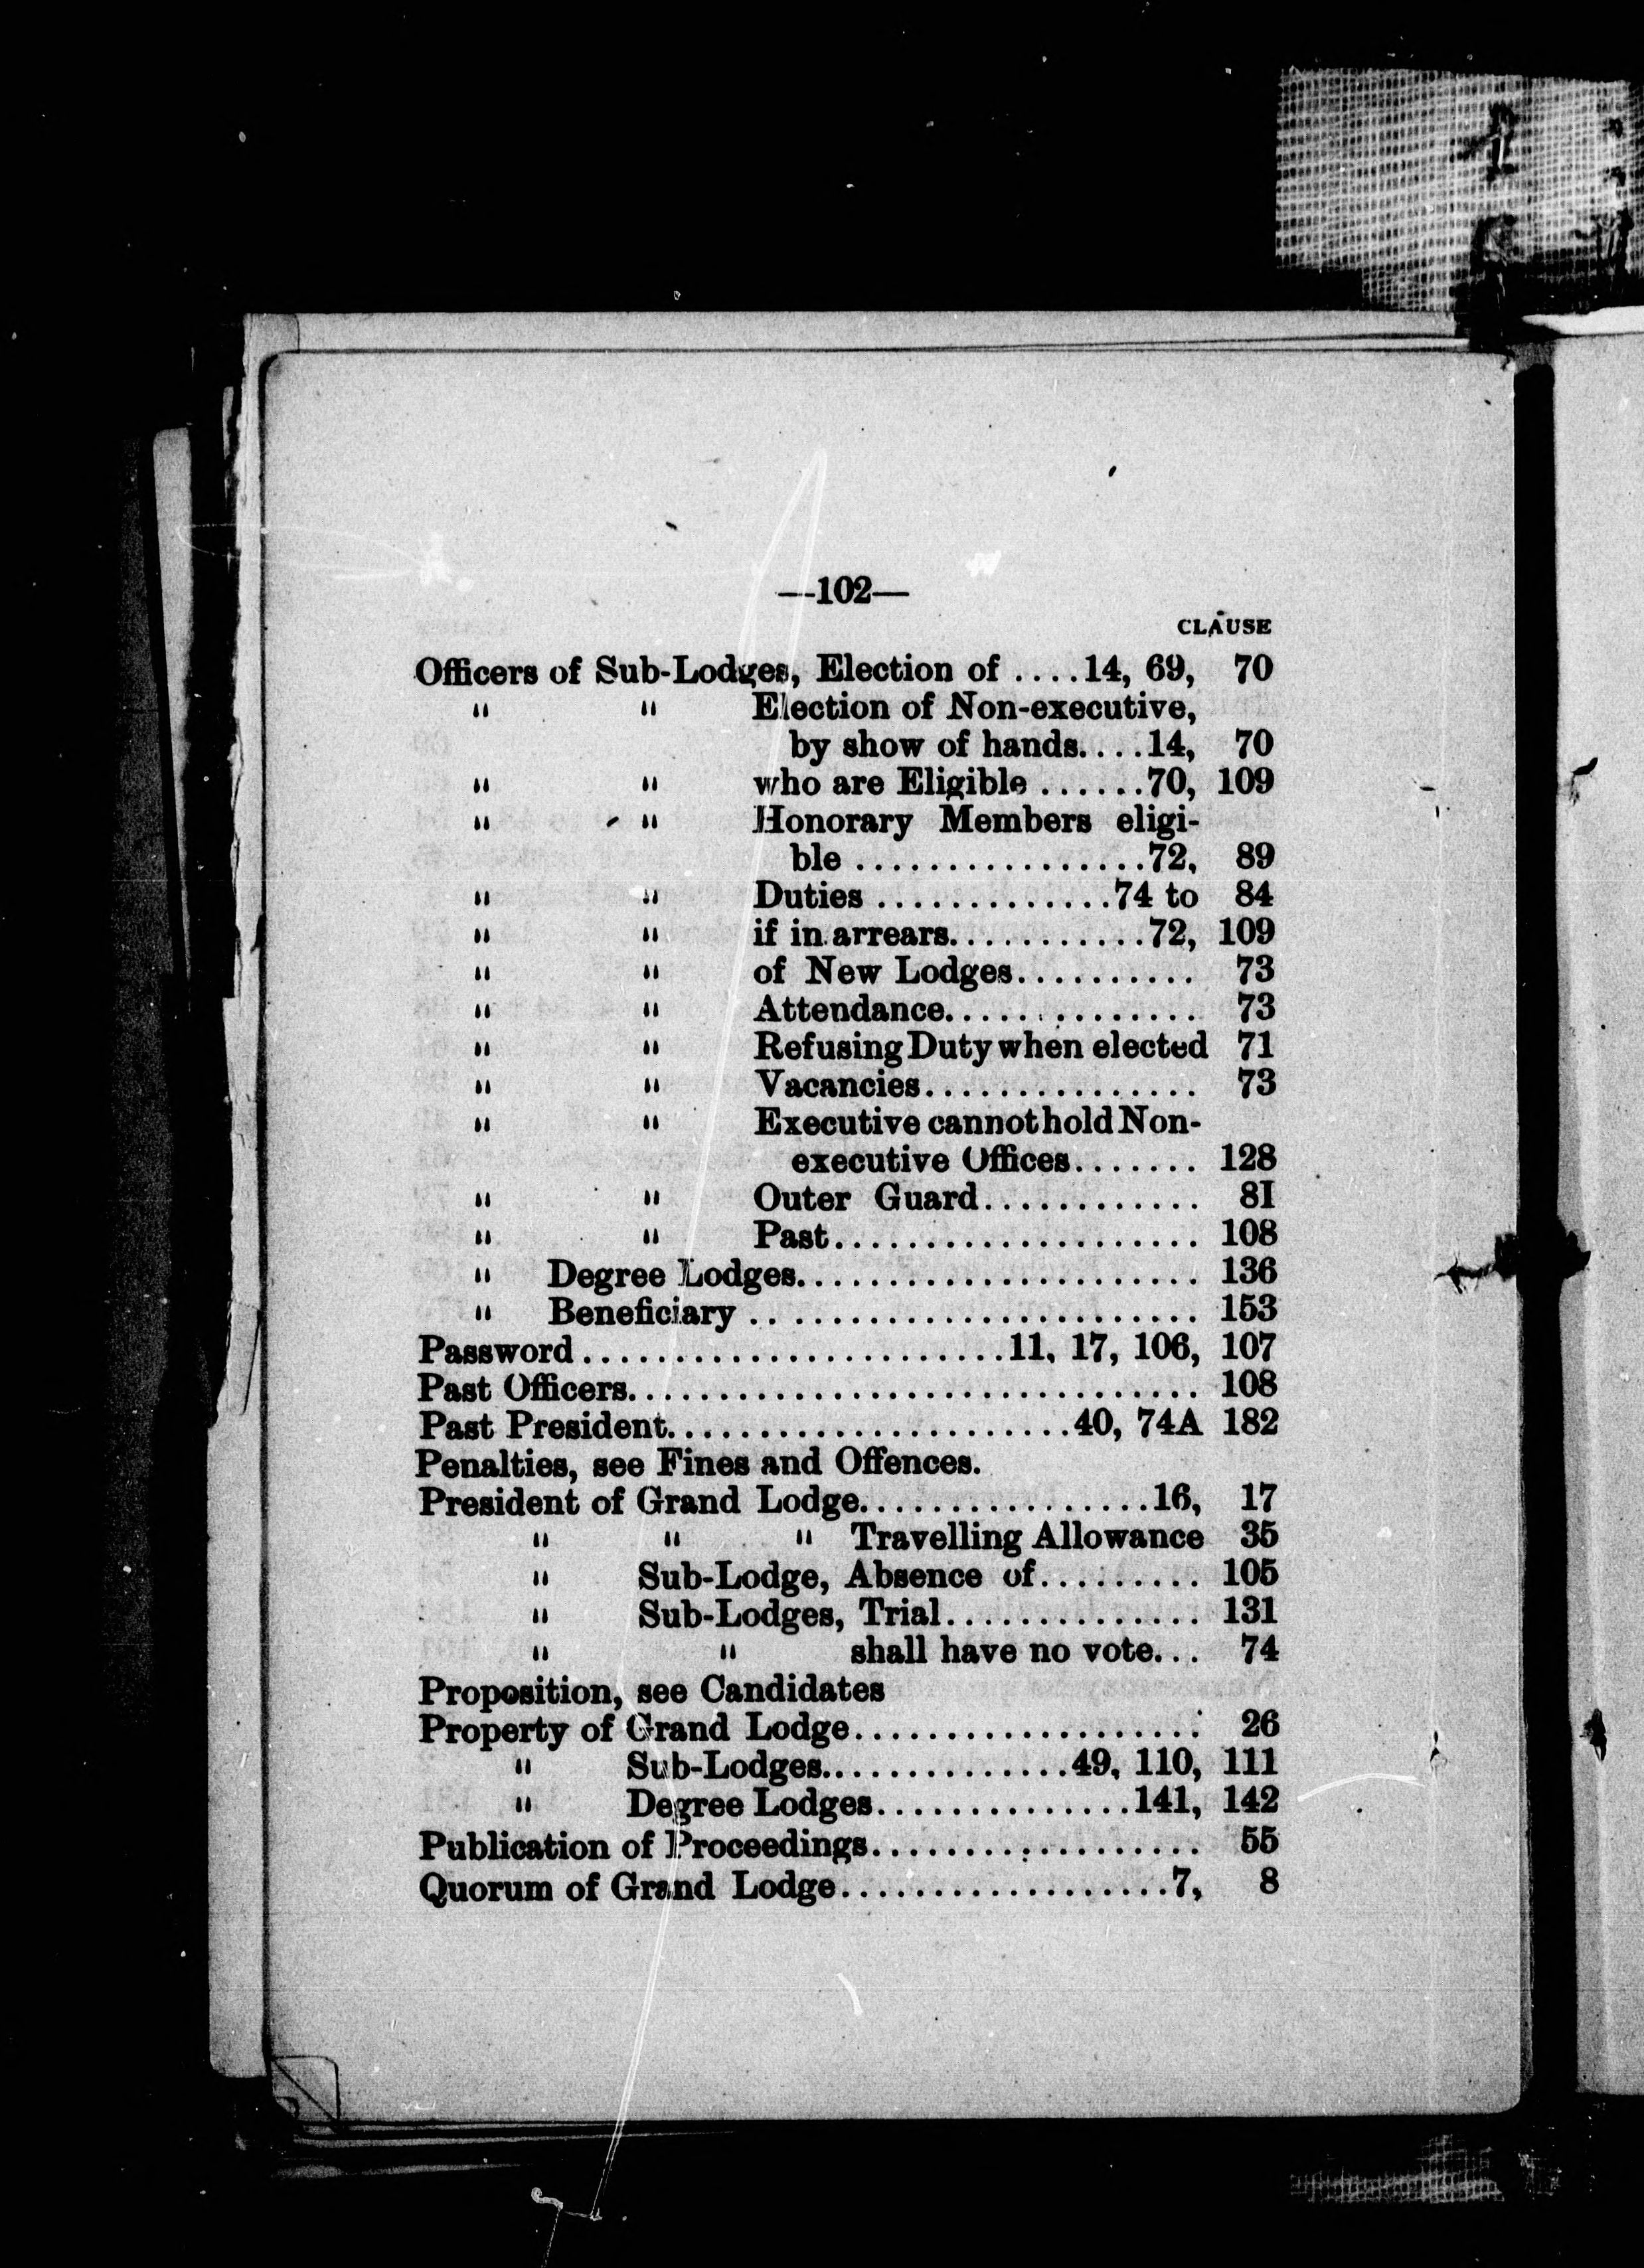 —102—
CLAUSE
Officers of Sub-Lodges, Election of ....14, 69, 70
" " Election of Non-executive,
by show of hands....14, 70
" " who are Eligible ......70, 109
" " Honorary Members eligi-
ble ................72, 89
" " Duties .............74 to 84
" " if in arrears...........72, 109
" " of New Lodges.......... 73
" " Attendance.............. 73
" " Refusing Duty when elected 71
" " Vacancies............... 73
" " Executive cannot hold Non-
executive Offices....... 128
" " Outer Guard............ 81
" " Past.................... 108
" Degree Lodges...................... 136
" Beneficiary ........................ 153
Password.......................11, 17, 106, 107
Past Officers............................... 108
Past President......................40, 74A 182
Penalties, see Fines and Offences.
President of Grand Lodge................16, 17
" " " Travelling Allowance 35
" Sub-Lodge, Absence of......... 105
" Sub-Lodges, Trial.............. 131
" " shall have no vote... 74
Proposition, see Candidates
Property of Grand Lodge................... 26
" Sub-Lodges..............49, 110, 111
" Degree Lodges..............141, 142
Publication of Proceedings.................. 55
Quorum of Grand Lodge..................7, 8